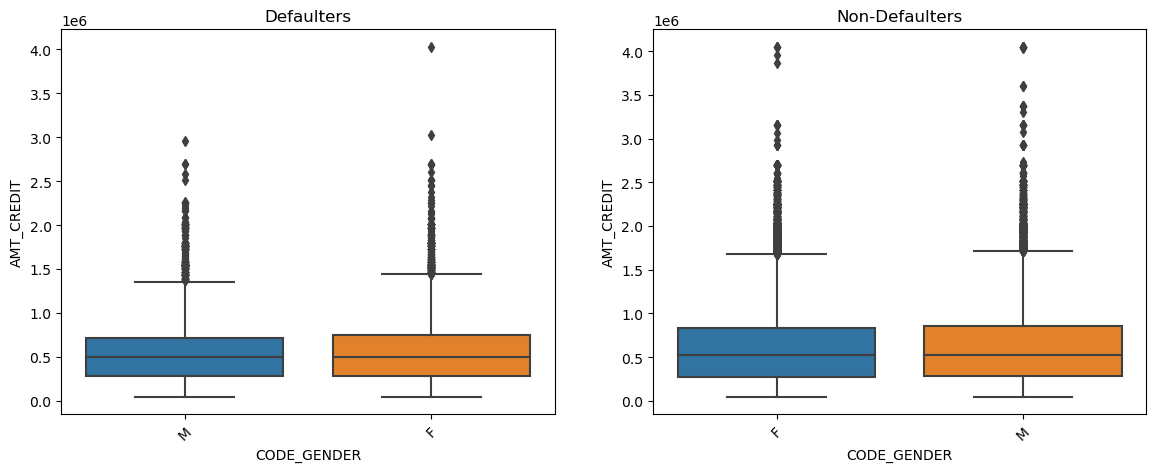 Defaulters
1e6
4.0
3.5
3.0
2.5
2.0
1.5
1.0
0.5
0.0
AMT_CREDIT
M
F
CODE_GENDER
Non-Defaulters
1e6
4.0
3.5
3.0
2.5
2.0
1.5
1.0
0.5
0.0
AMT_CREDIT
F
M
CODE_GENDER